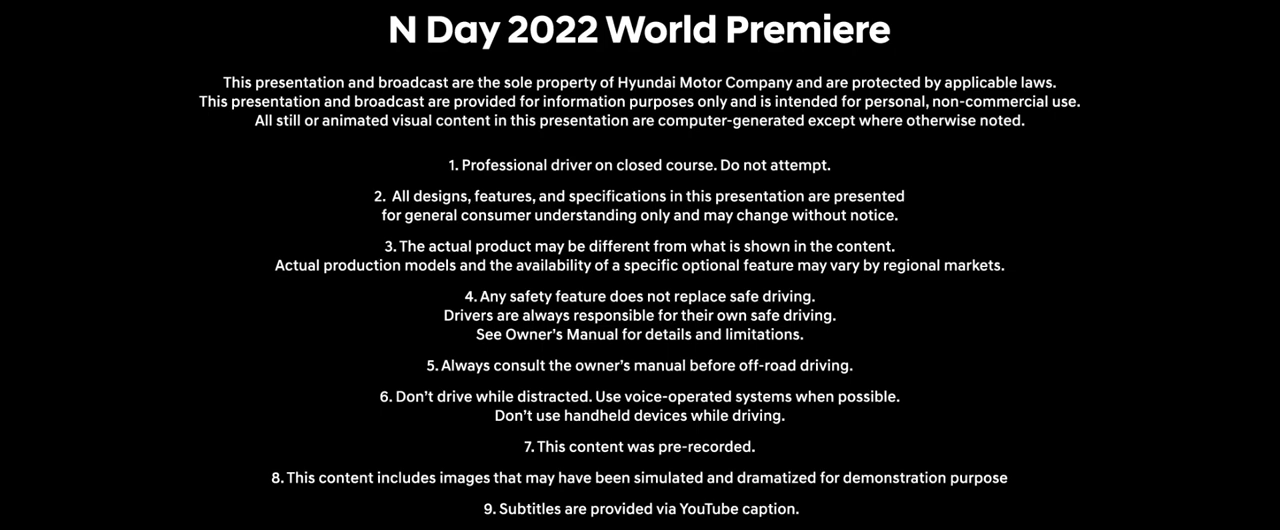 N Day 2022 World Premiere
This presentation and broadcast are the sole property of Hyundai Motor Company and are protected by applicable laws.
This presentation and broadcast are provided for information purposes only and is intended for personal, non-commercial use.
All still or animated visual content in this presentation are computer-generated except where otherwise noted.
1. Professional driver on closed course. Do not attempt.
2. All designs, features, and specifications in this presentation are presented
for general consumer understanding only and may change without notice.
3. The actual product may be different from what is shown in the content.
Actual production models and the availability of a specific optional feature may vary by regional markets.
4. Any safety feature does not replace safe driving.
Drivers are always responsible for their own safe driving.
See Owner’s Manual for details and limitations.
5. Always consult the owner’s manual before off-road driving.
6. Don’t drive while distracted. Use voice-operated systems when possible.
Don’t use handheld devices while driving.
7. This content was pre-recorded.
8. This content includes images that may have been simulated and dramatized for demonstration purpose
9. Subtitles are provided via YouTube caption.